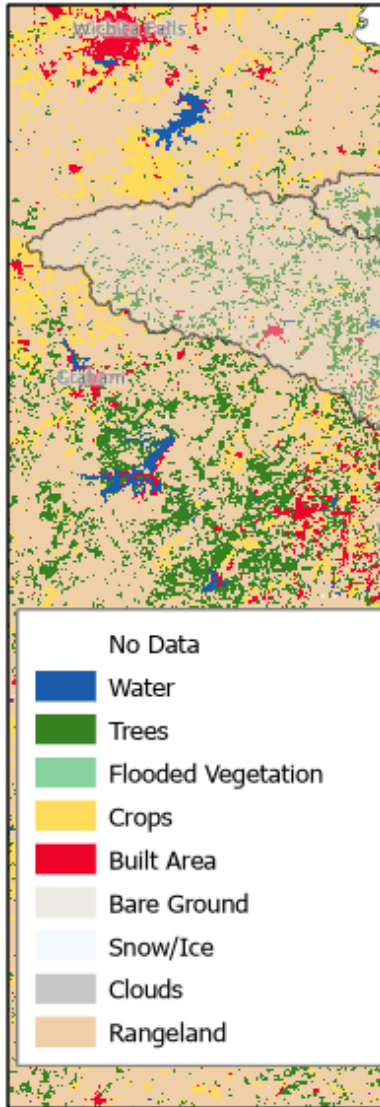 Wichita Falls
Graham
No Data
Water
Trees
Flooded Vegetation
Crops
Built Area
Bare Ground
Snow/Ice
Clouds
Rangeland